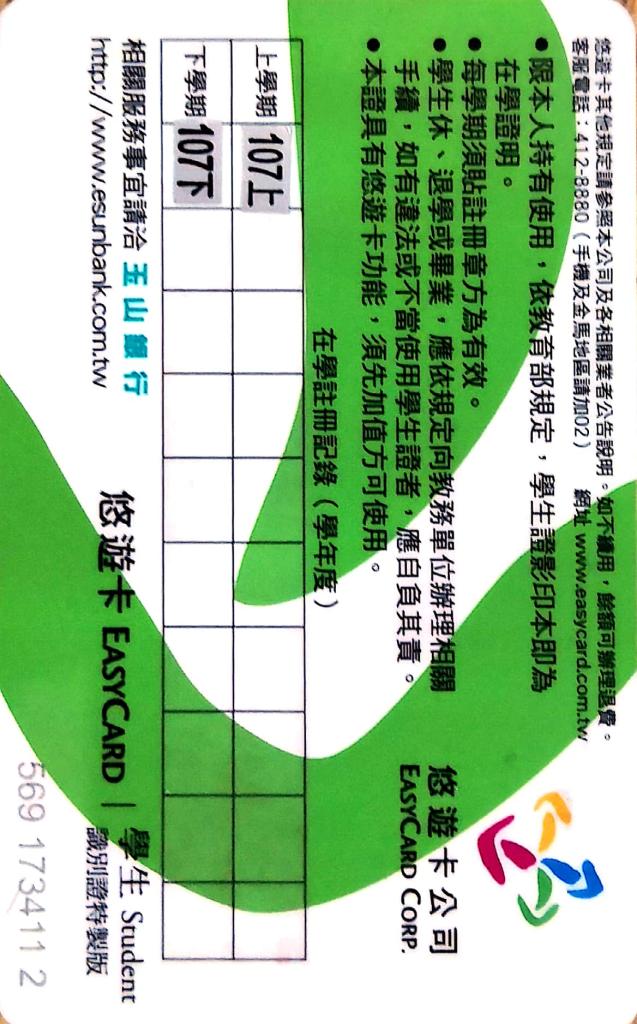 悠遊卡其他規定請參照本公司及各相關業者公告說明。如不續用,餘額可辦理退費。
客服電話:412-8880(手機及金馬地區請加02) 網址 www.easycard.com.tw
•限本人持有使用,依教育部規定,學生證影印本即為
在學證明。
•每學期須貼註冊章方為有效。
•學生休、退學或畢業,應依規定向教務單位辦理相關
手續,如有違法或不當使用學生證者,應自負其責。
•本證具有悠遊卡功能,須先加值方可使用。
悠遊卡公司
EASYCARD CORP.
在學註冊記錄(學年度)
上學期 107上
下學期 107下
相關服務事宜請洽 玉山銀行
http://www.esunbank.com.tw
悠遊卡 EASYCARD | 學生 Student
識別證特製版
569 173411 2